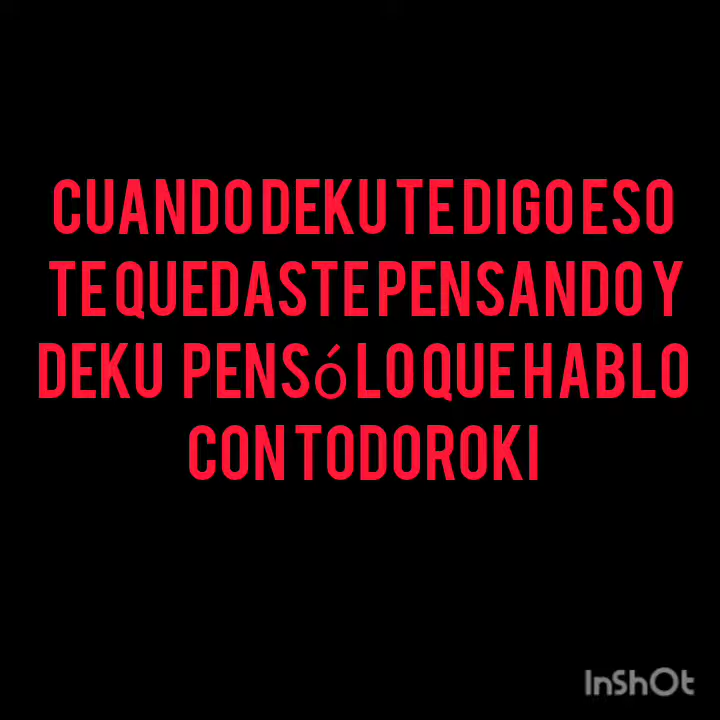 CUANDO DEKU TE DIGO ESO
TE QUEDASTE PENSANDO Y
DEKU PENSÓ LO QUE HABLO
CON TODOROKI
InShOt